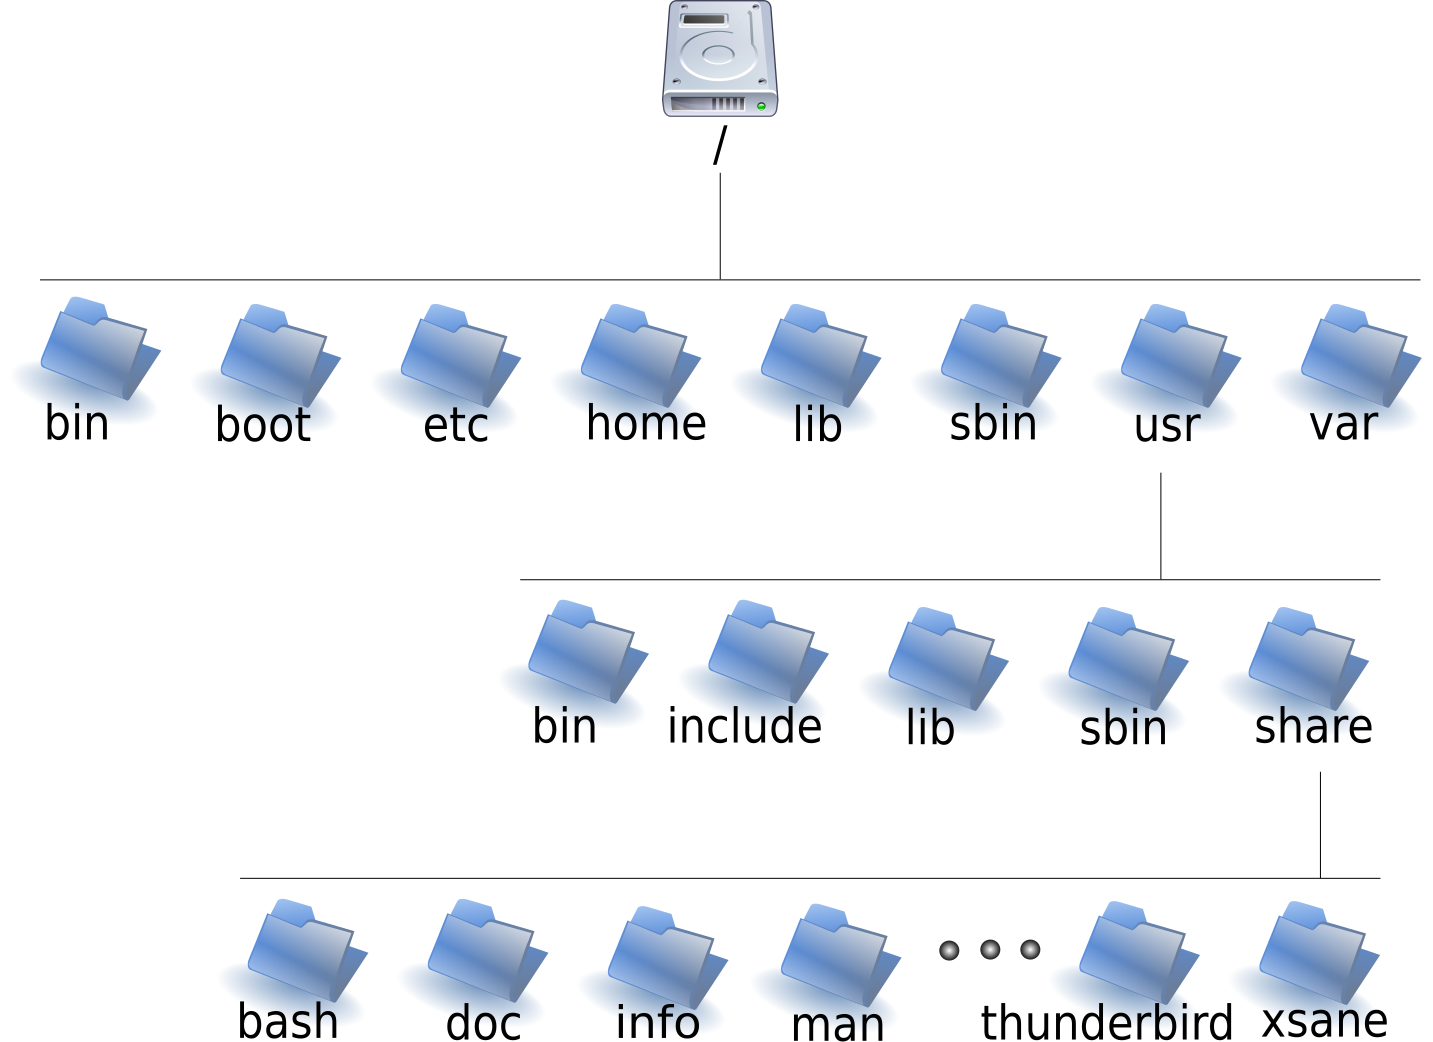 /
bin boot etc home lib sbin usr var
bin include lib sbin share
bash doc info man thunderbird xsane